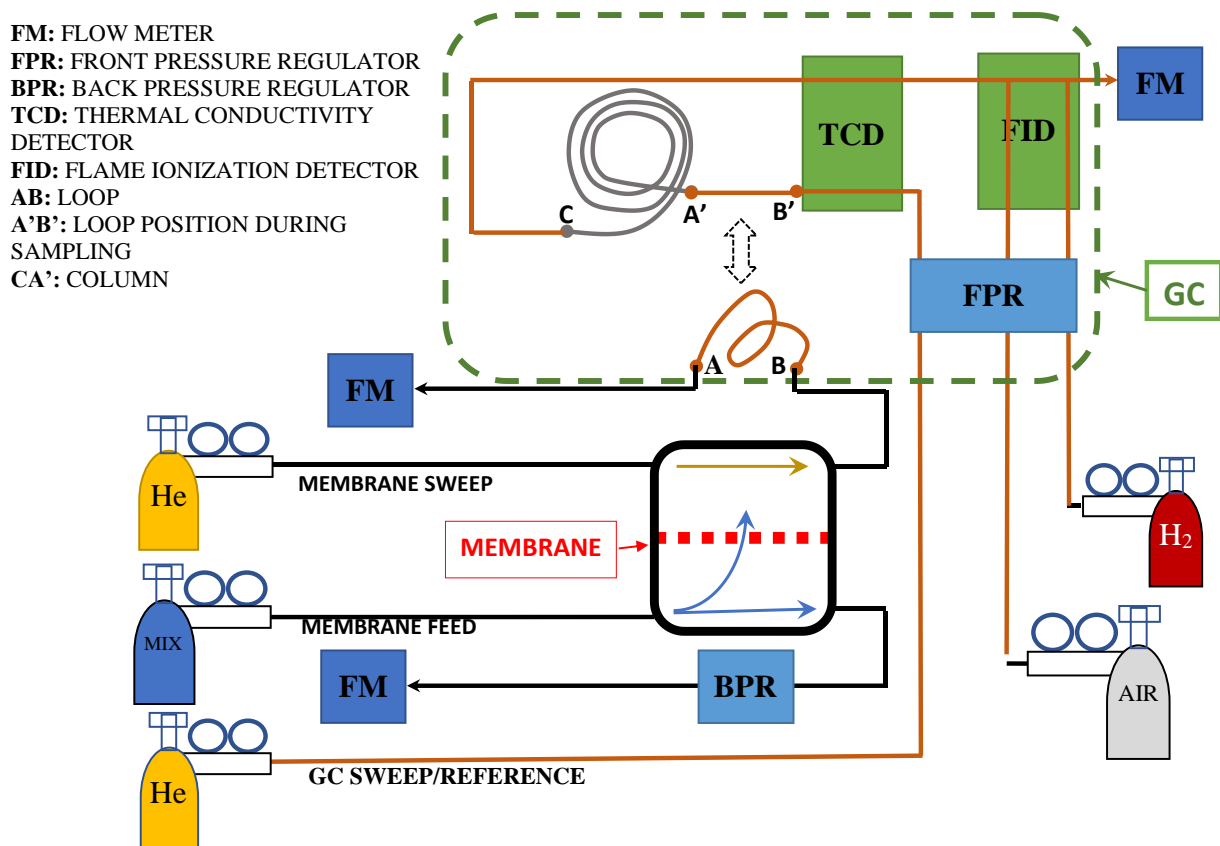 FM: FLOW METER
FPR: FRONT PRESSURE REGULATOR
BPR: BACK PRESSURE REGULATOR
TCD: THERMAL CONDUCTIVITY
DETECTOR
FID: FLAME IONIZATION DETECTOR
AB: LOOP
A'B': LOOP POSITION DURING
SAMPLING
CA': COLUMN
TCD
FID
FM
C
A'
B'
FPR
GC
A
B
FM
He
MEMBRANE SWEEP
MEMBRANE
H2
MIX
MEMBRANE FEED
FM
BPR
AIR
He
GC SWEEP/REFERENCE